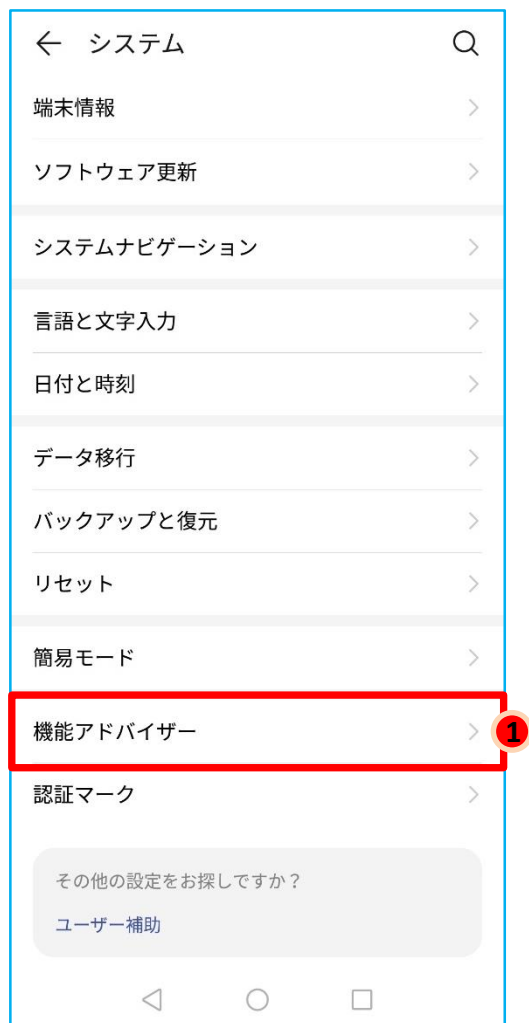 システム
端末情報
ソフトウェア更新
システムナビゲーション
言語と文字入力
日付と時刻
データ移行
バックアップと復元
リセット
簡易モード
機能アドバイザー
1
認証マーク
その他の設定をお探しですか？
ユーザー補助